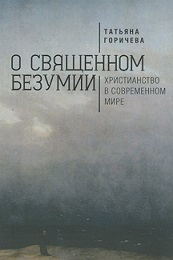 ТАТЬЯНА
ГОРИЧЕВА
О СВЯЩЕННОМ
БЕЗУМИИ
ХРИСТИАНСТВО
В СОВРЕМЕННОМ
МИРЕ